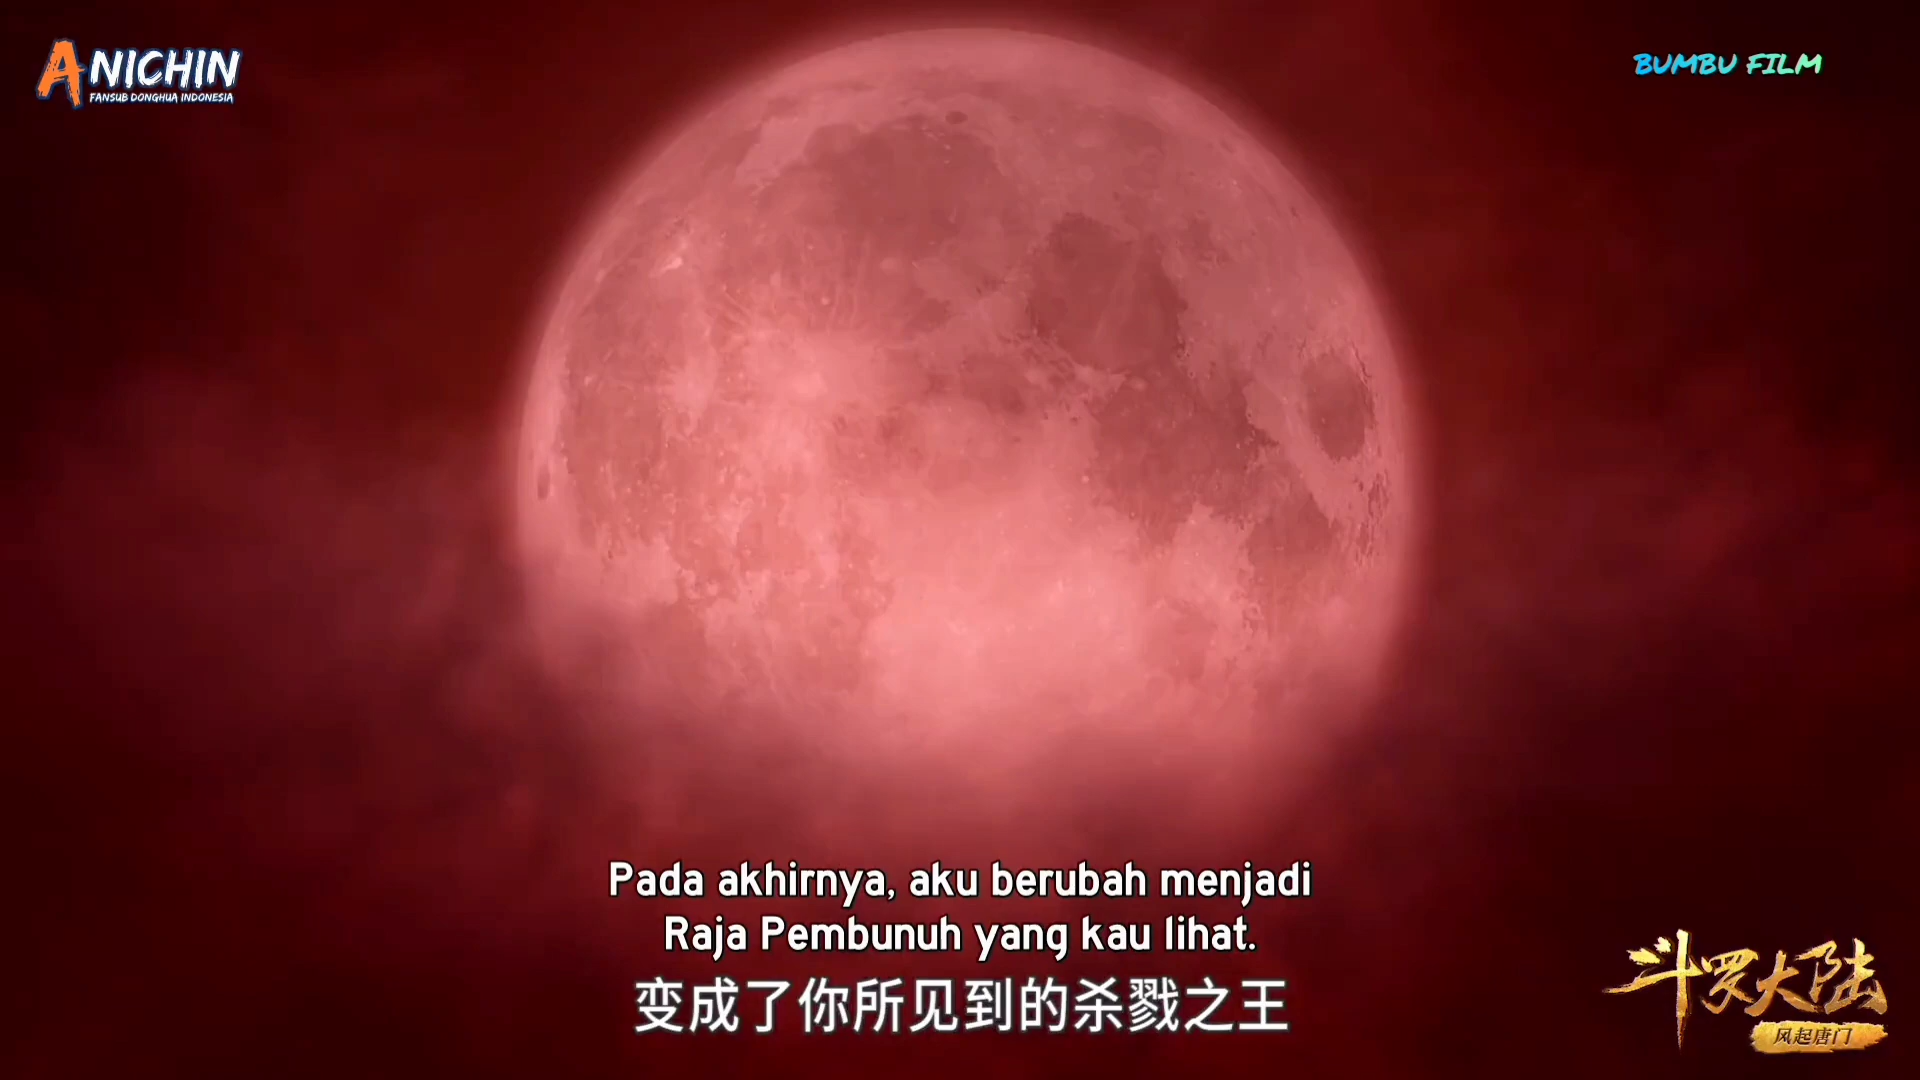 ANICHIN
FANSUB DONGHUA INDONESIA
BUMBU FILM
Pada akhirnya, aku berubah menjadi
Raja Pembunuh yang kau lihat.
变成了你所见到的杀戮之王
斗罗大陆
风起唐门